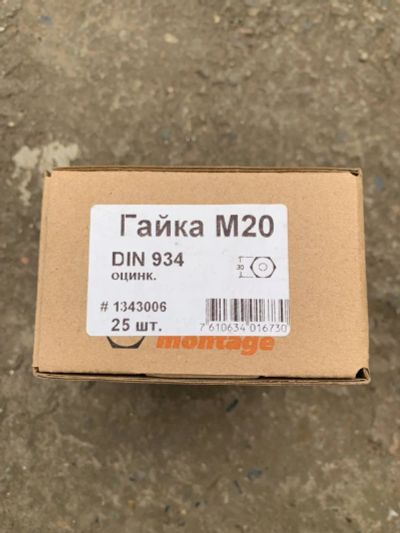 Гайка М20
DIN 934
оцинк.
30
# 1343006
25 шт.
7 610634 016730
montage